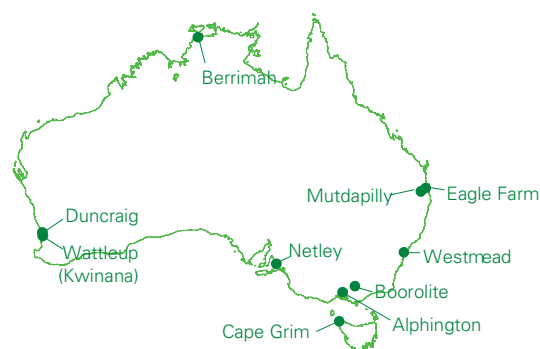 Berrimah
Mutdapilly
Eagle Farm
Duncraig
Wattleup
(Kwinana)
Netley
Westmead
Boorolite
Alphington
Cape Grim